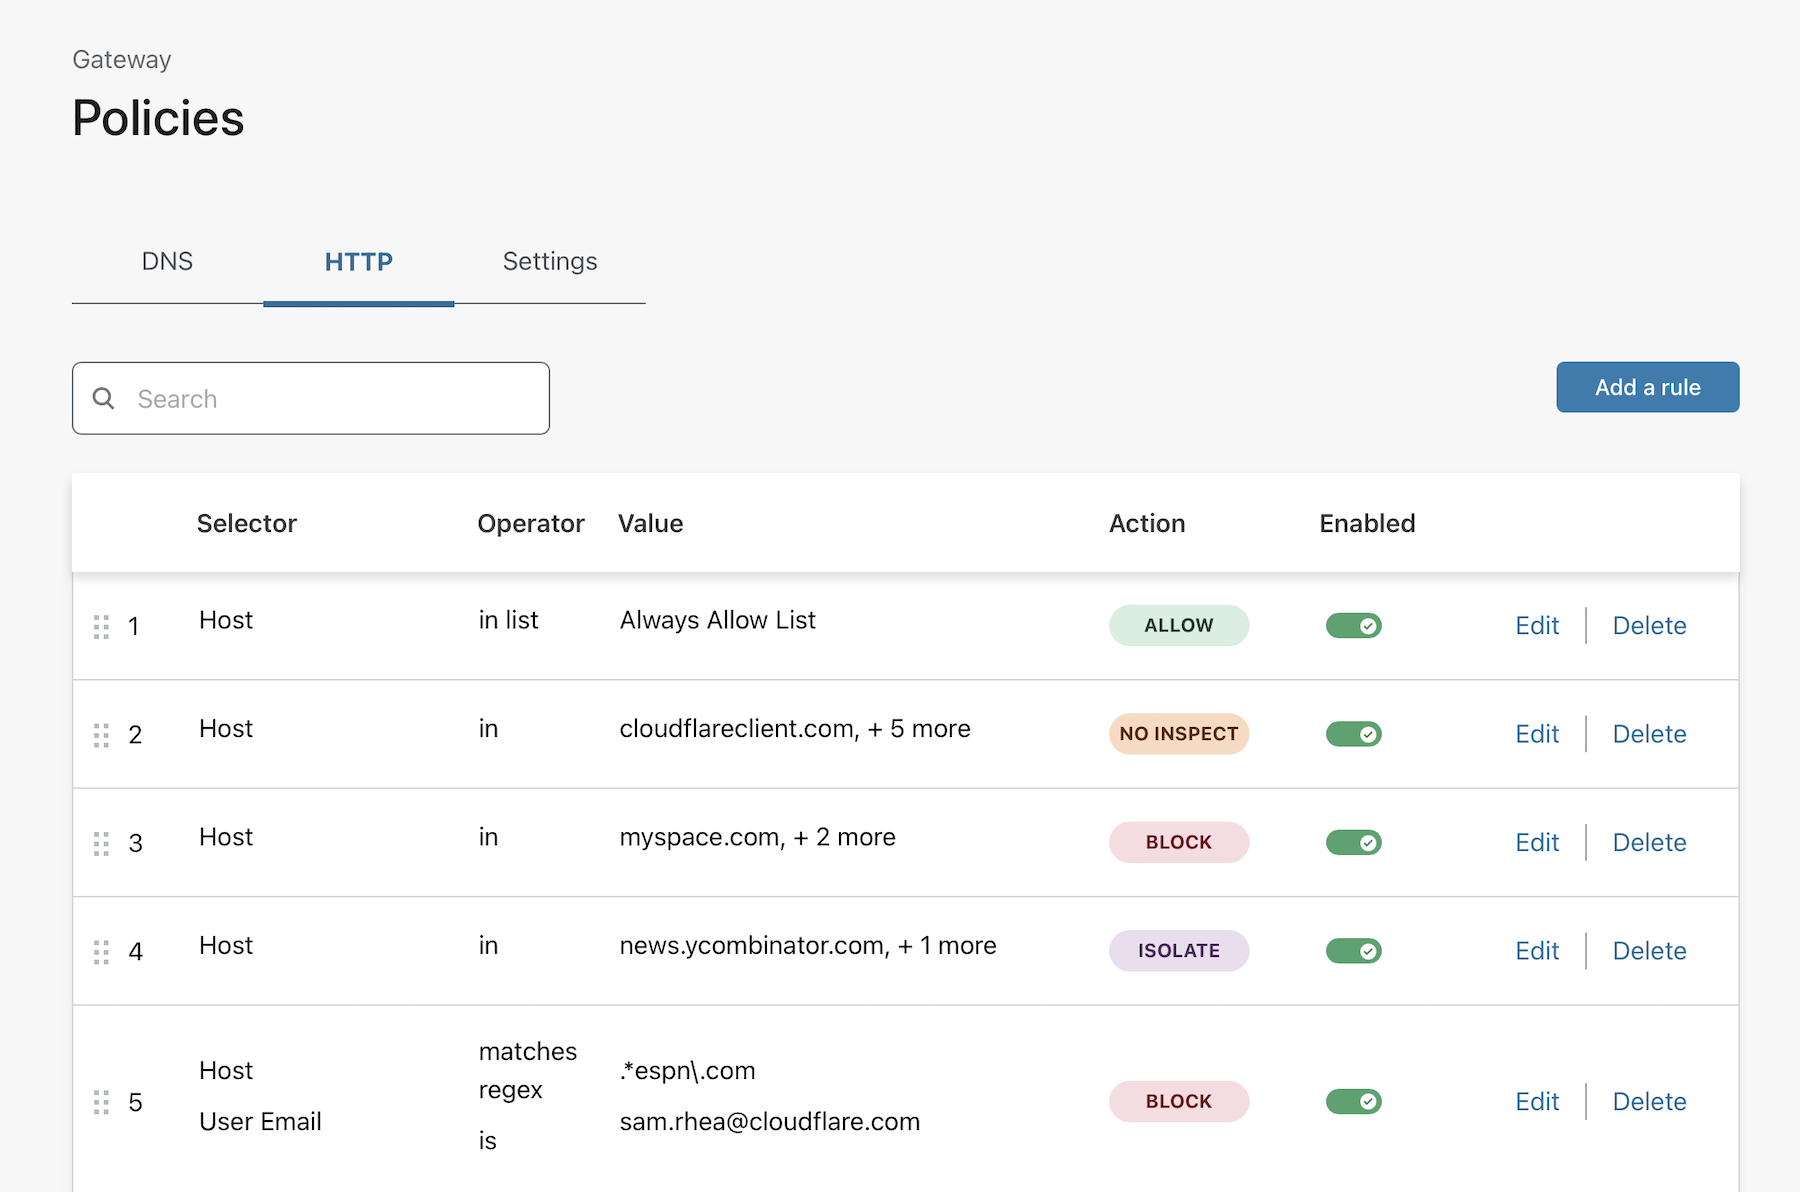 Gateway
Policies
DNS HTTP Settings
Search
Add a rule
Selector Operator Value Action Enabled
1 Host in list Always Allow List ALLOW Edit Delete
2 Host in cloudflareclient.com, + 5 more NO INSPECT Edit Delete
3 Host in myspace.com, + 2 more BLOCK Edit Delete
4 Host in news.ycombinator.com, + 1 more ISOLATE Edit Delete
5 Host matches regex .*espn\.com BLOCK Edit Delete
User Email is sam.rhea@cloudflare.com